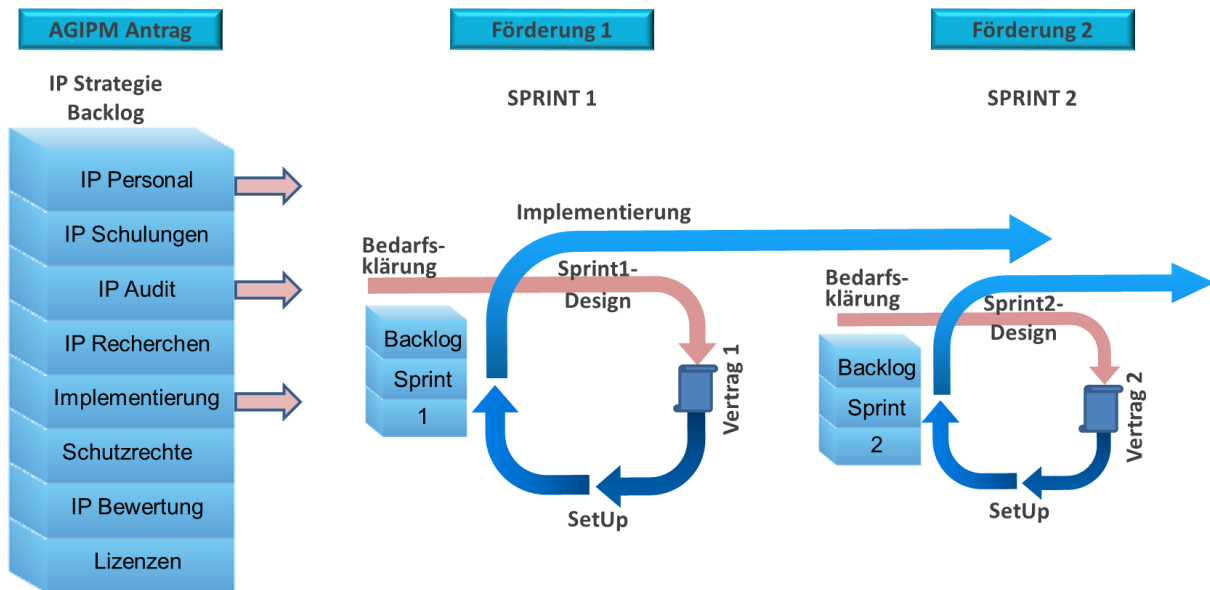 AGIPM Antrag
IP Strategie
Backlog
IP Personal
IP Schulungen
IP Audit
IP Recherchen
Implementierung
Schutzrechte
IP Bewertung
Lizenzen
Förderung 1
SPRINT 1
Implementierung
Bedarfs-
klärung
Sprint1-
Design
Backlog
Sprint
1
Vertrag 1
SetUp
Förderung 2
SPRINT 2
Bedarfs-
klärung
Sprint2-
Design
Backlog
Sprint
2
Vertrag 2
SetUp